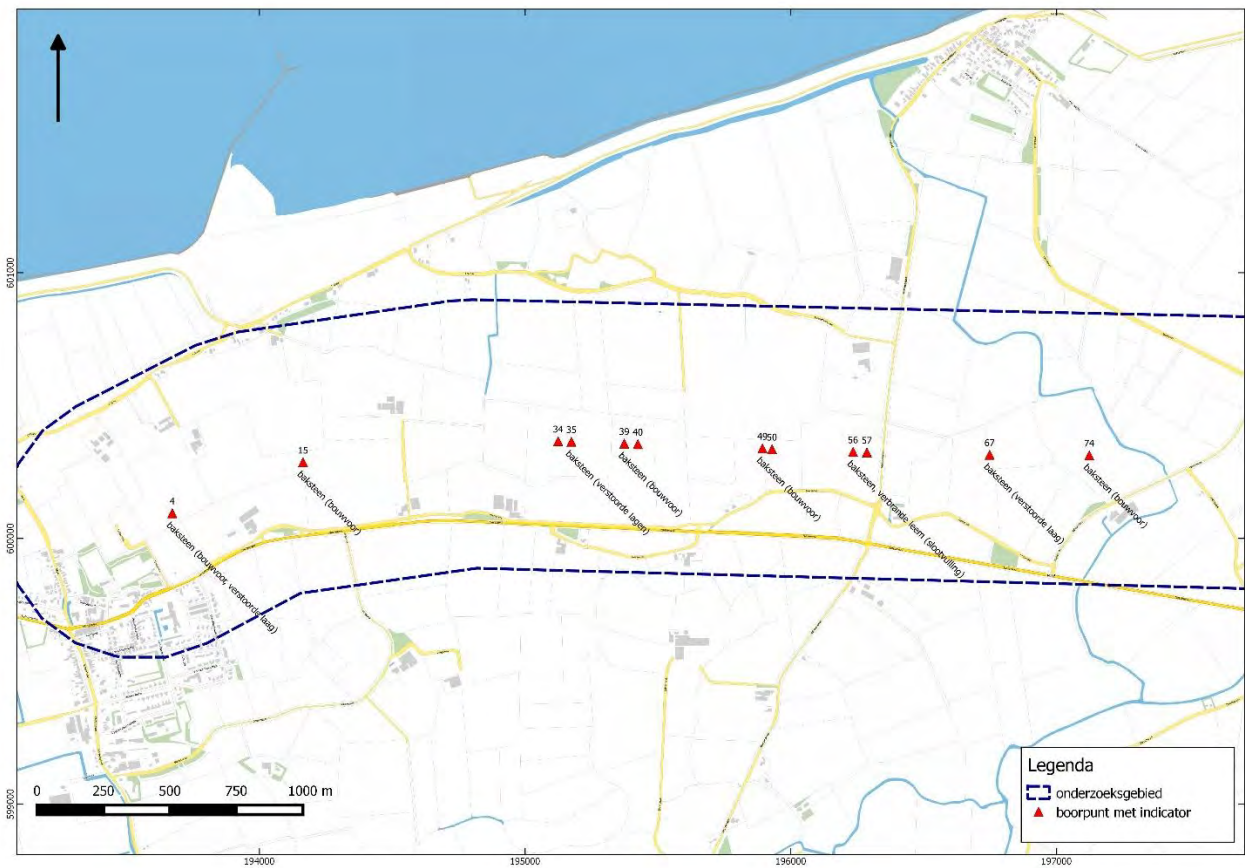 601000
600000
599000
4
baksteen (bouwvoor, verstoorde laag)
15
baksteen (bouwvoor)
34 35
baksteen (verstoorde lagen)
39 40
baksteen (bouwvoor)
49 50
baksteen (bouwvoor)
56 57
baksteen, verbrande leem (slootvulling)
67
baksteen (verstoorde laag)
74
baksteen (bouwvoor)
0 250 500 750 1000 m
Legenda
onderzoeksgebied
boorpunt met indicator
194000 195000 196000 197000